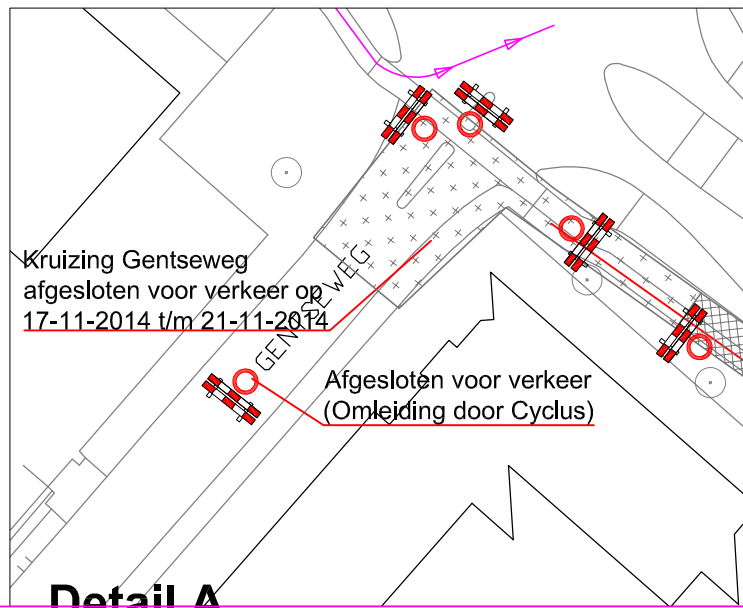 Kruizing Gentseweg
afgesloten voor verkeer op
17-11-2014 t/m 21-11-2014
GENTSEWEG
Afgesloten voor verkeer
(Omleiding door Cyclus)
Detail A